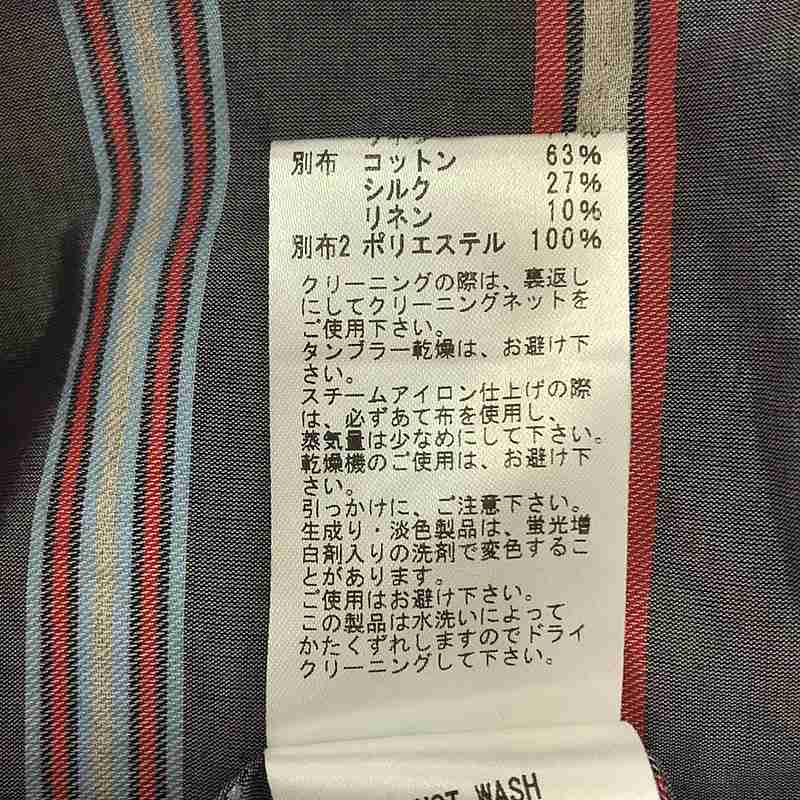 別布 コットン 63%
シルク 27%
リネン 10%
別布2 ポリエステル 100%
クリーニングの際は、裏返し
にしてクリーニングネットを
ご使用下さい。
タンブラー乾燥は、お避け下
さい。
スチームアイロン仕上げの際
は、必ずあて布を使用し、
蒸気量は少なめにして下さい。
乾燥機のご使用は、お避け下
さい。
引っかけに、ご注意下さい。
生成り・淡色製品は、蛍光増
白剤入りの洗剤で変色するこ
とがあります。
ご使用はお避け下さい。
この製品は水洗いによって
かたくずれしますのでドライ
クリーニングして下さい。
NOT WASH